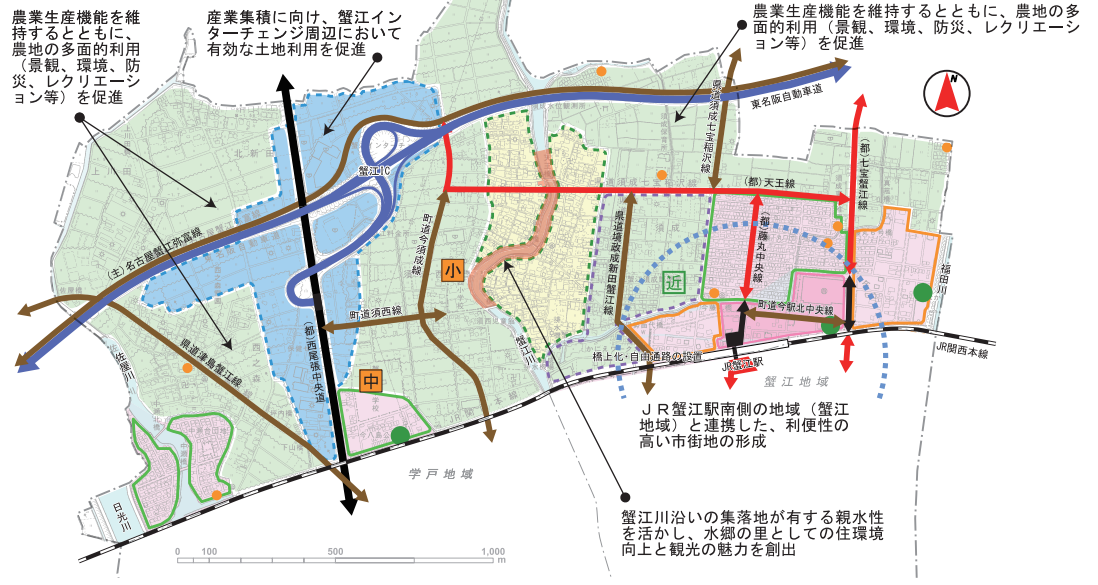 農業生産機能を維
持するとともに、
農地の多面的利用
（景観、環境、防
災、レクリエーシ
ョン等）を促進
産業集積に向け、蟹江イン
ターチェンジ周辺において
有効な土地利用を促進
農業生産機能を維持するとともに、農地の多
面的利用（景観、環境、防災、レクリエーシ
ョン等）を促進
N
東名阪自動車道
県道須成七宝稲沢線
（都）七宝蟹江線
（都）天王線
（都）藤丸中央線
蟹江IC
（主）名古屋蟹江弥富線
町道今須成線
小
県道境政成新田蟹江線
近
福田川
町道須西線
町道今駅北中央線
（都）西尾張中央道
県道津島蟹江線
佐屋川
蟹江川
橋上化・自由通路の設置
JR蟹江駅
JR関西本線
蟹江地域
中
ＪＲ蟹江駅南側の地域（蟹江
地域）と連携した、利便性の
高い市街地の形成
学戸地域
日光川
蟹江川沿いの集落地が有する親水性
を活かし、水郷の里としての住環境
向上と観光の魅力を創出
0 100 500 1,000
m